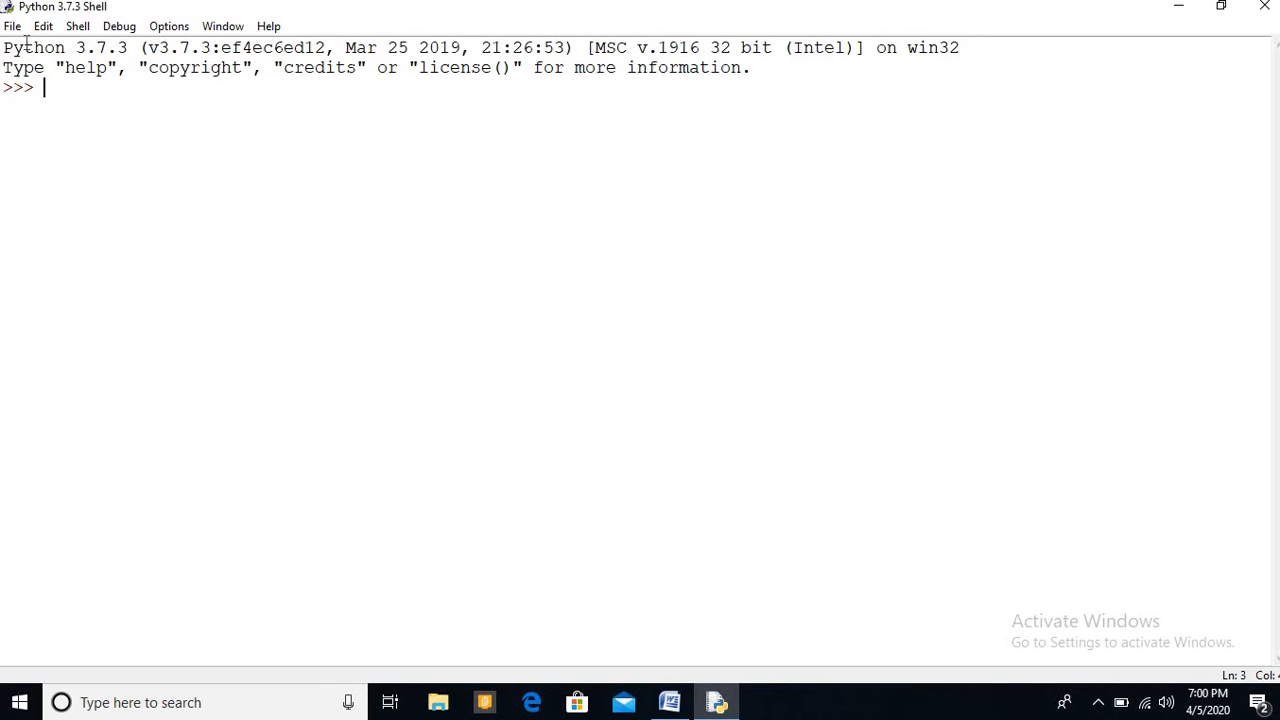 Python 3.7.3 Shell
File Edit Shell Debug Options Window Help
Python 3.7.3 (v3.7.3:ef4ec6ed12, Mar 25 2019, 21:26:53) [MSC v.1916 32 bit (Intel)] on win32
Type "help", "copyright", "credits" or "license()" for more information.
>>>
Activate Windows
Go to Settings to activate Windows.
Ln: 3 Col:
Type here to search
7:00 PM
4/5/2020
2